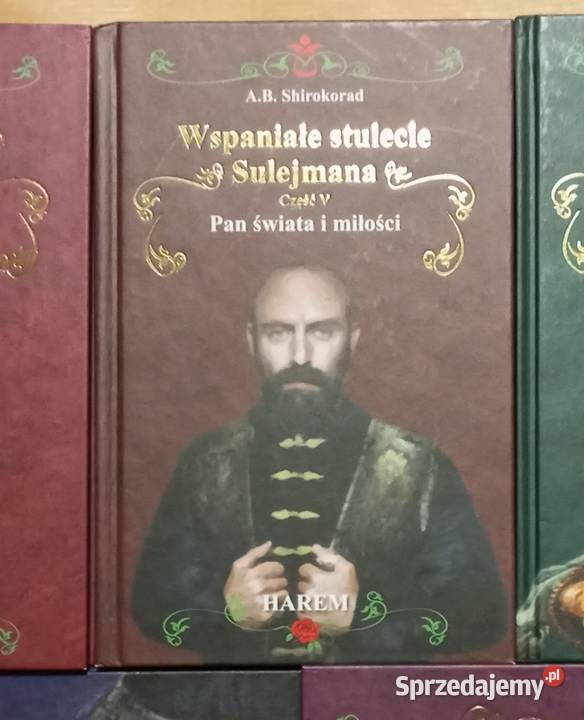 A.B. Shirokorad
Wspaniałe stulecie
Sulejmana
Część V
Pan świata i miłości
HAREM
Sprzedajemy.pl